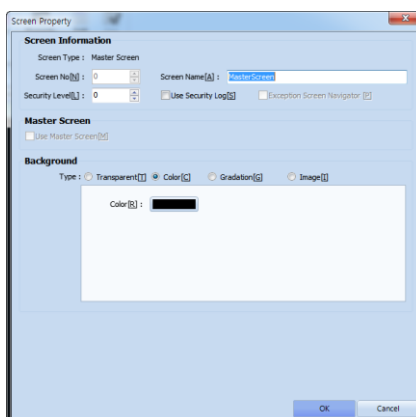 Screen Property
Screen Information
Screen Type : Master Screen
Screen No[N] : 0 Screen Name[A] : MasterScreen
Security Level[L] : 0 Use Security Log[S] Exception Screen Navigator [P]
Master Screen
Use Master Screen[M]
Background
Type : Transparent[T] Color[C] Gradation[G] Image[I]
Color[R] :
OK Cancel